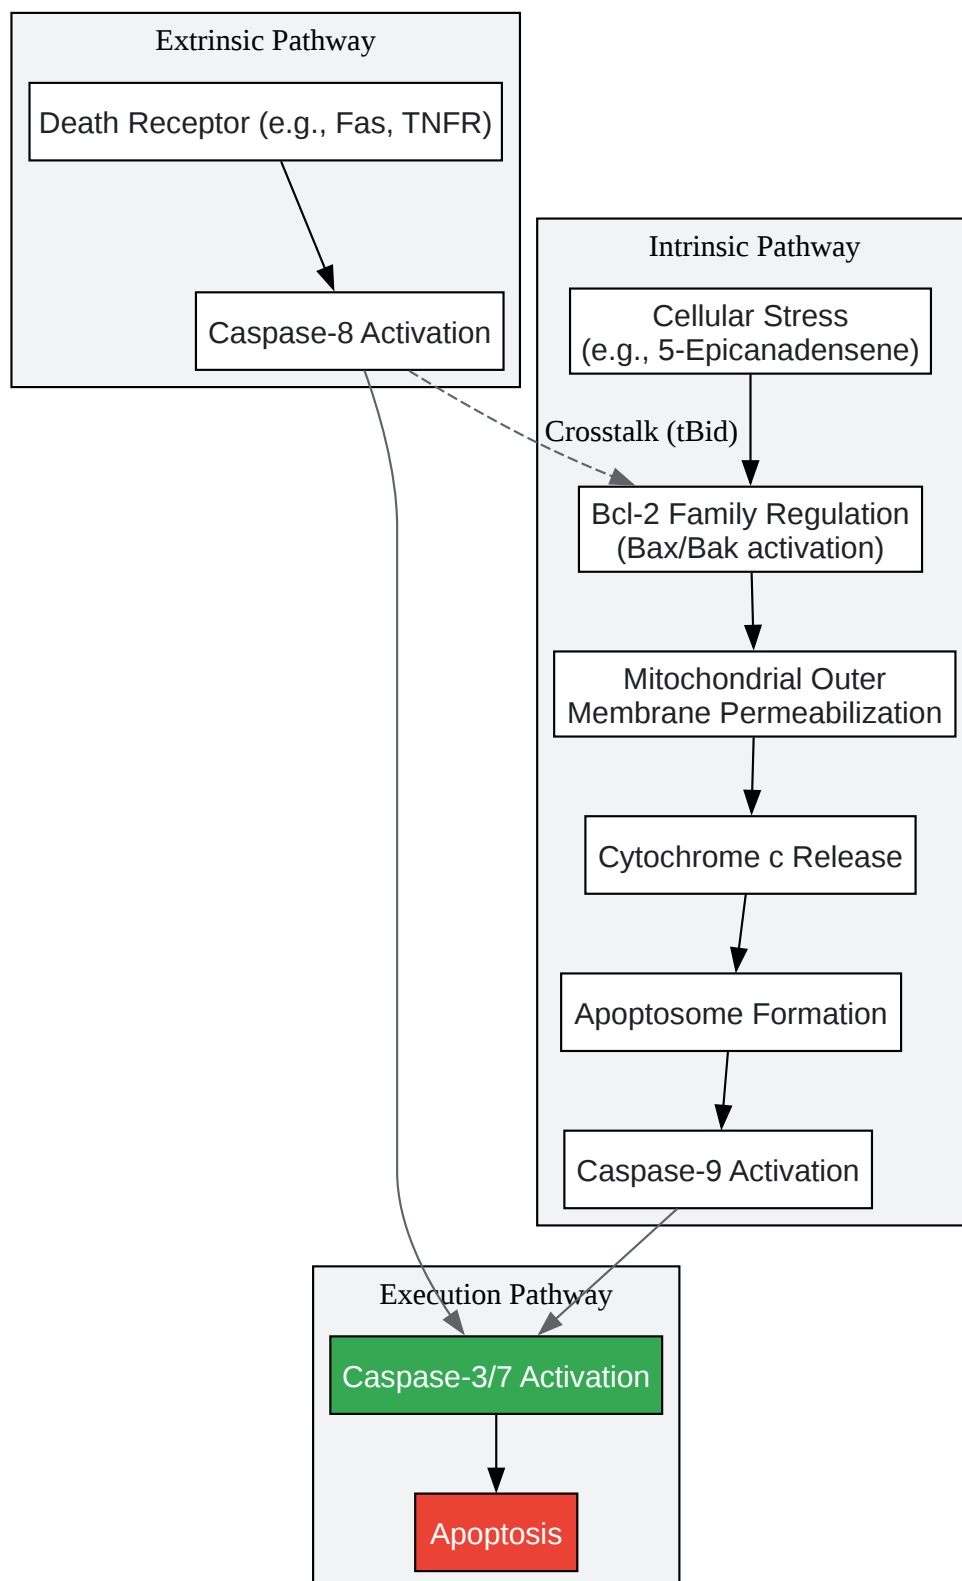 Extrinsic Pathway
Death Receptor (e.g., Fas, TNFR)
Caspase-8 Activation
Intrinsic Pathway
Cellular Stress
(e.g., 5-Epicanadensene)
Crosstalk (tBid)
Bcl-2 Family Regulation
(Bax/Bak activation)
Mitochondrial Outer
Membrane Permeabilization
Cytochrome c Release
Apoptosome Formation
Caspase-9 Activation
Execution Pathway
Caspase-3/7 Activation
Apoptosis